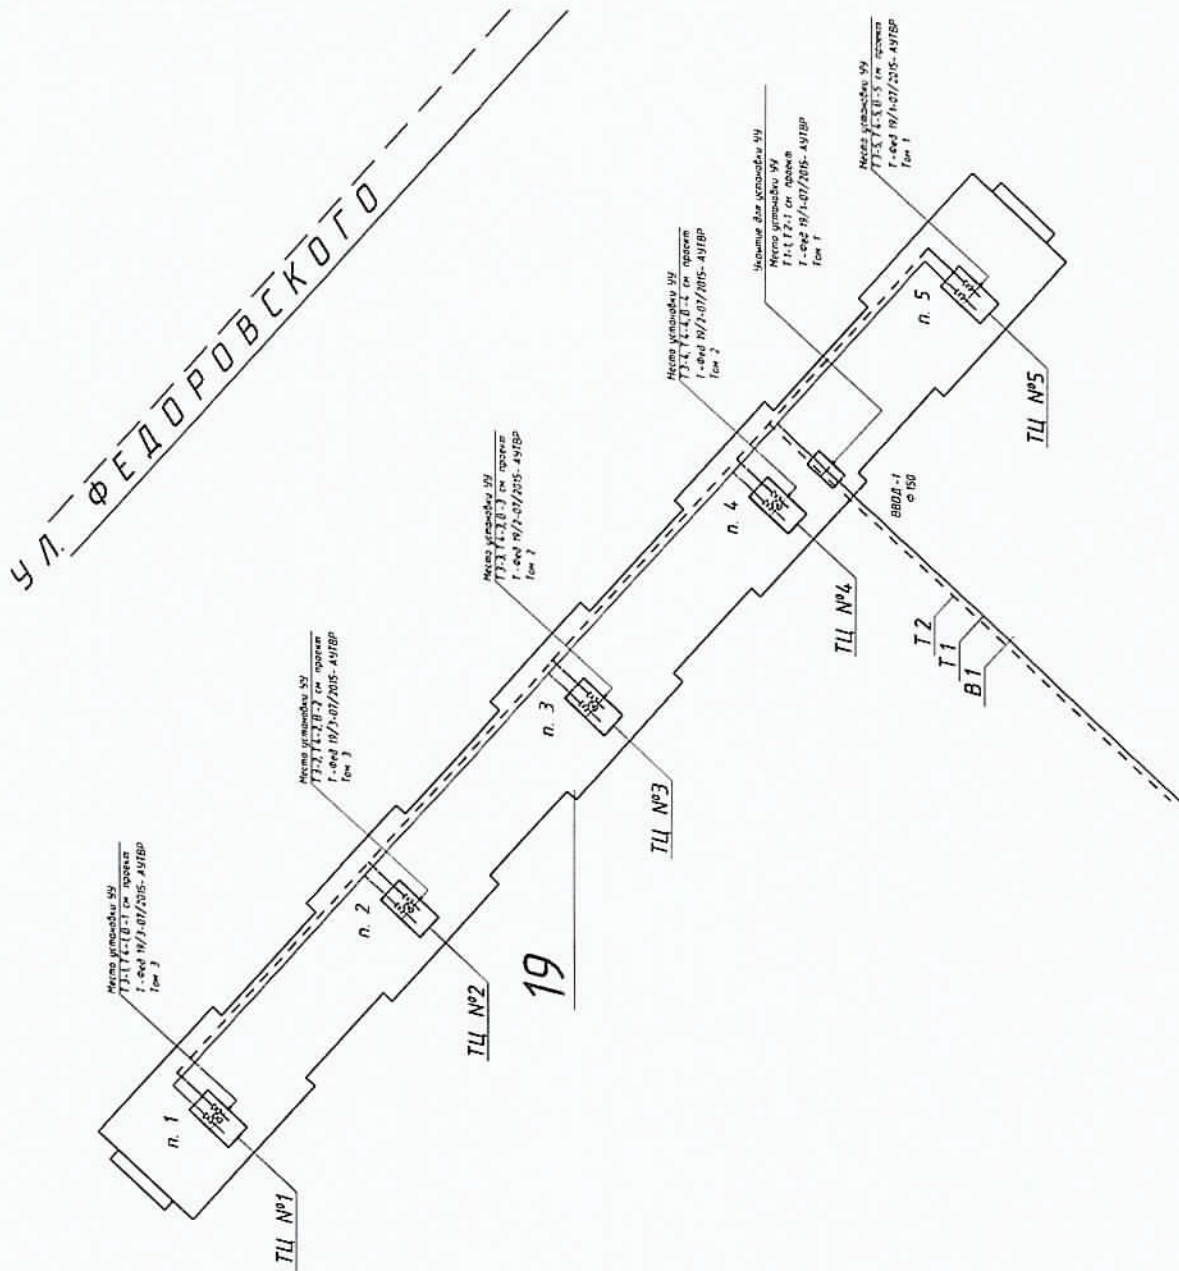 УЛ. ФЕДОРОВСКОГО
Место установки УУ
Т3-1, Т4-1, В-1 см проект
Т-Фед 19/3-07/2015- АУТВР
Том 3
Место установки УУ
Т3-2, Т4-2, В-2 см проект
Т-Фед 19/3-07/2015- АУТВР
Том 3
Место установки УУ
Т3-3, Т4-3, В-3 см проект
Т-Фед 19/2-07/2015- АУТВР
Том 2
Место установки УУ
Т3-4, Т4-4, В-4 см проект
Т-Фед 19/2-07/2015- АУТВР
Том 2
Укрытие для установки УУ
Место установки УУ
Т1-1, Т2-1 см проект
Т-Фед 19/1-07/2015- АУТВР
Том 1
Место установки УУ
Т3-5, Т4-5, В-5 см проект
Т-Фед 19/1-07/2015- АУТВР
Том 1
п. 1
п. 2
п. 3
п. 4
п. 5
ТЦ №1
ТЦ №2
19
ТЦ №3
ТЦ №4
ТЦ №5
ВВОД-1
Ф 150
Т2
Т1
В1